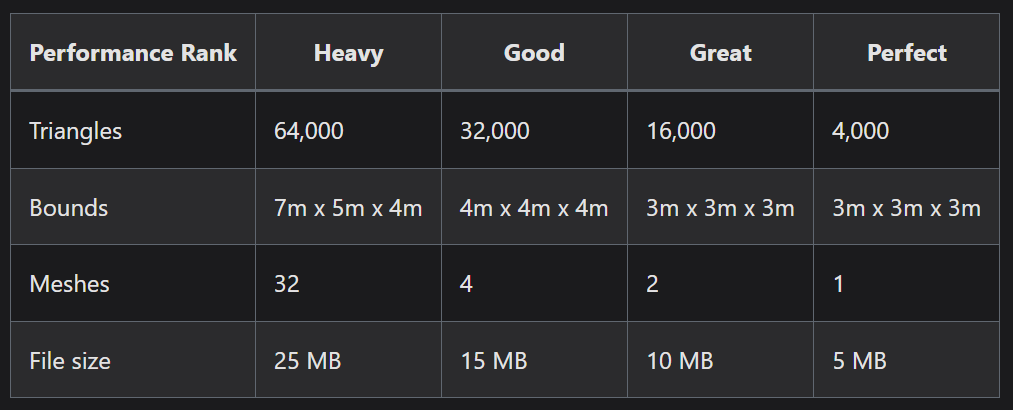 Performance Rank Heavy Good Great Perfect
Triangles 64,000 32,000 16,000 4,000
Bounds 7m x 5m x 4m 4m x 4m x 4m 3m x 3m x 3m 3m x 3m x 3m
Meshes 32 4 2 1
File size 25 MB 15 MB 10 MB 5 MB